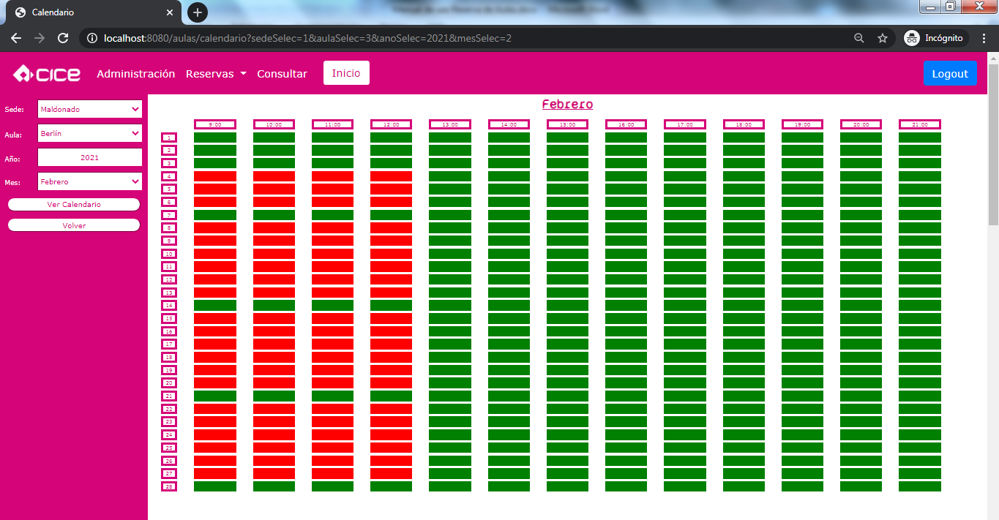 Calendario
localhost:8080/aulas/calendario?sedeSelec=1&aulaSelec=3&anoSelec=2021&mesSelec=2
Incógnito
CICE Administración Reservas Consultar Inicio Logout
Sede: Maldonado
Aula: Berlín
Año: 2021
Mes: Febrero
Ver Calendario
Volver
Febrero
9:00 10:00 11:00 12:00 13:00 14:00 15:00 16:00 17:00 18:00 19:00 20:00 21:00
1
2
3
4
5
6
7
8
9
10
11
12
13
14
15
16
17
18
19
20
21
22
23
24
25
26
27
28